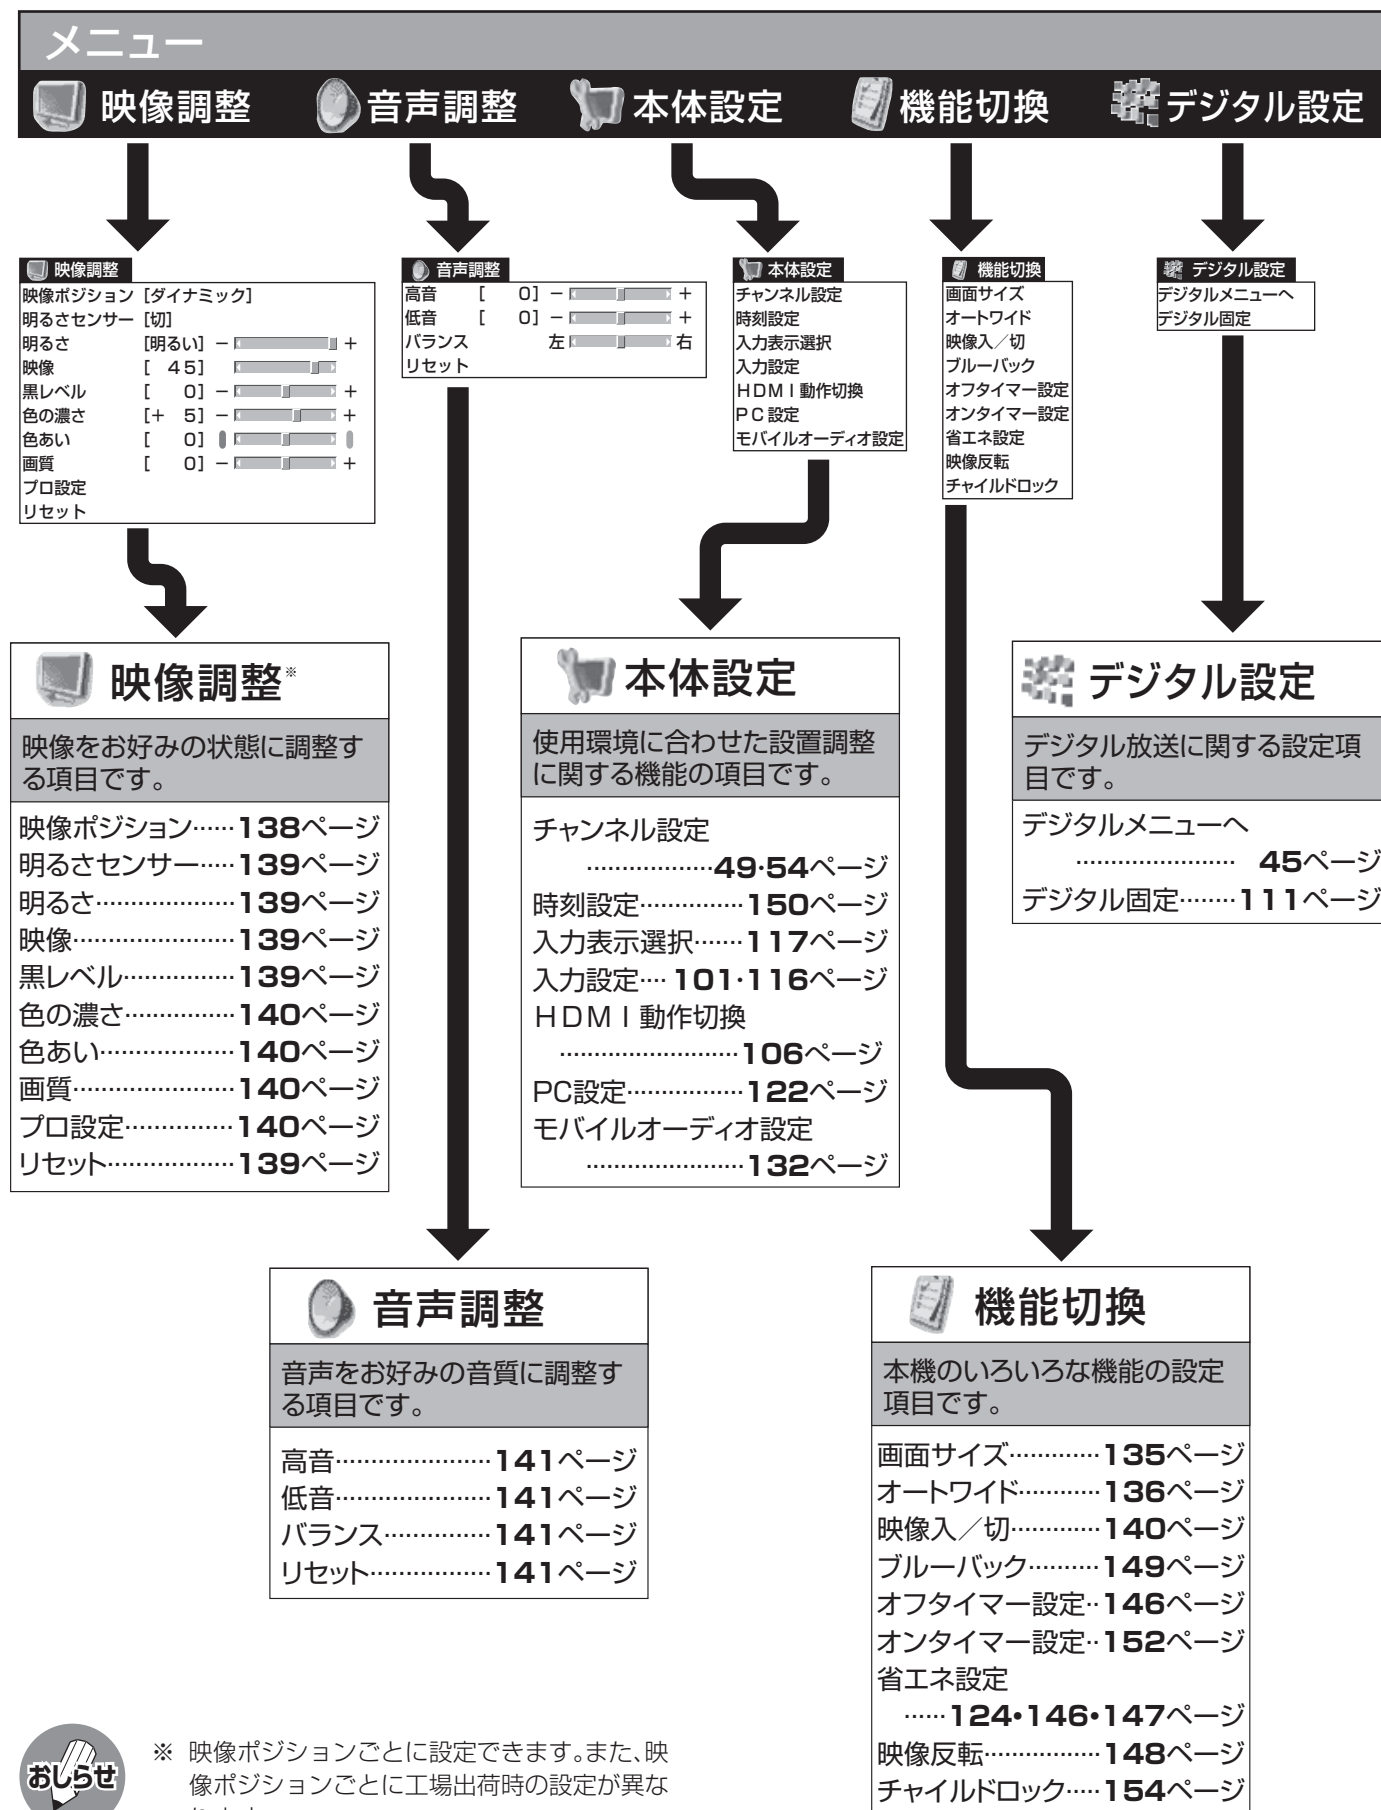 メニュー
映像調整 音声調整 本体設定 機能切換 デジタル設定
映像調整
映像ポジション [ダイナミック]
明るさセンサー [切]
明るさ [明るい] − +
映像 [ 45]
黒レベル [ 0] − +
色の濃さ [+ 5] − +
色あい [ 0]
画質 [ 0] − +
プロ設定
リセット
音声調整
高音 [ 0] − +
低音 [ 0] − +
バランス 左 右
リセット
本体設定
チャンネル設定
時刻設定
入力表示選択
入力設定
HDMI動作切換
PC設定
モバイルオーディオ設定
機能切換
画面サイズ
オートワイド
映像入／切
ブルーバック
オフタイマー設定
オンタイマー設定
省エネ設定
映像反転
チャイルドロック
デジタル設定
デジタルメニューへ
デジタル固定
映像調整※
映像をお好みの状態に調整す
る項目です。
映像ポジション……138ページ
明るさセンサー……139ページ
明るさ……139ページ
映像……139ページ
黒レベル……139ページ
色の濃さ……140ページ
色あい……140ページ
画質……140ページ
プロ設定……140ページ
リセット……139ページ
本体設定
使用環境に合わせた設置調整
に関する機能の項目です。
チャンネル設定
……49・54ページ
時刻設定……150ページ
入力表示選択……117ページ
入力設定……101・116ページ
HDMI動作切換
……106ページ
PC設定……122ページ
モバイルオーディオ設定
……132ページ
デジタル設定
デジタル放送に関する設定項
目です。
デジタルメニューへ
…… 45ページ
デジタル固定……111ページ
音声調整
音声をお好みの音質に調整す
る項目です。
高音……141ページ
低音……141ページ
バランス……141ページ
リセット……141ページ
機能切換
本機のいろいろな機能の設定
項目です。
画面サイズ……135ページ
オートワイド……136ページ
映像入／切……140ページ
ブルーバック……149ページ
オフタイマー設定‥146ページ
オンタイマー設定‥152ページ
省エネ設定
……124・146・147ページ
映像反転……148ページ
チャイルドロック……154ページ
おしらせ
※ 映像ポジションごとに設定できます。また、映
像ポジションごとに工場出荷時の設定が異な